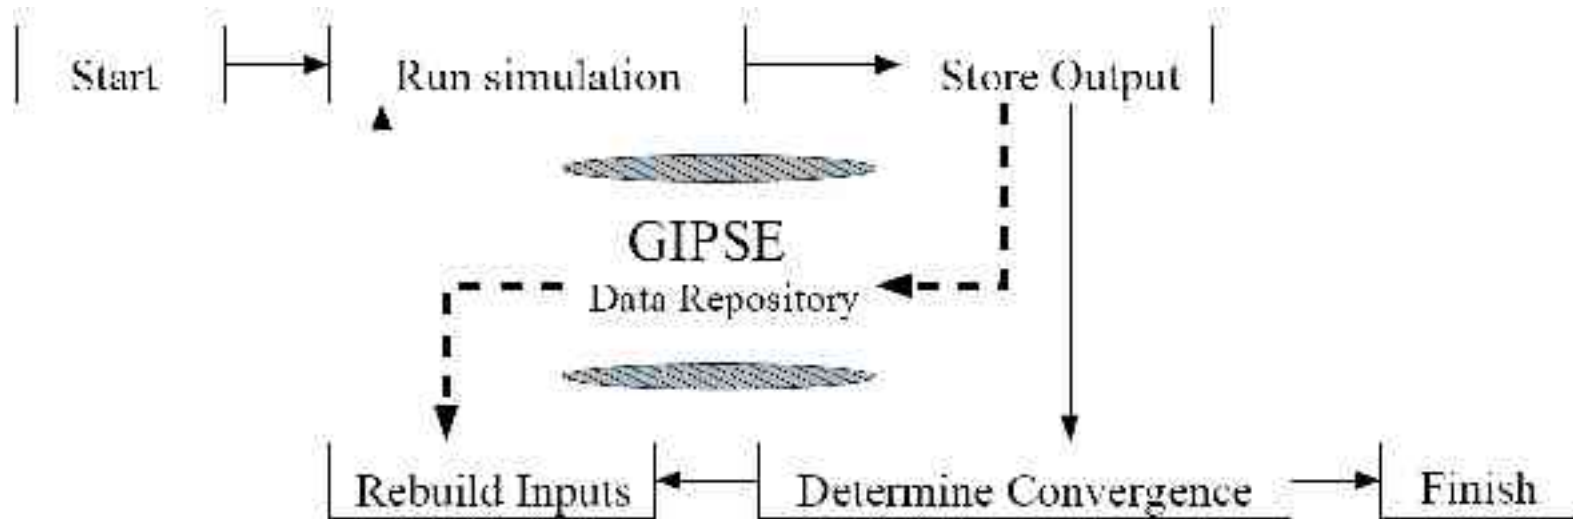 Start
Run simulation
Store Output
GIPSE
Data Repository
Rebuild Inputs
Determine Convergence
Finish